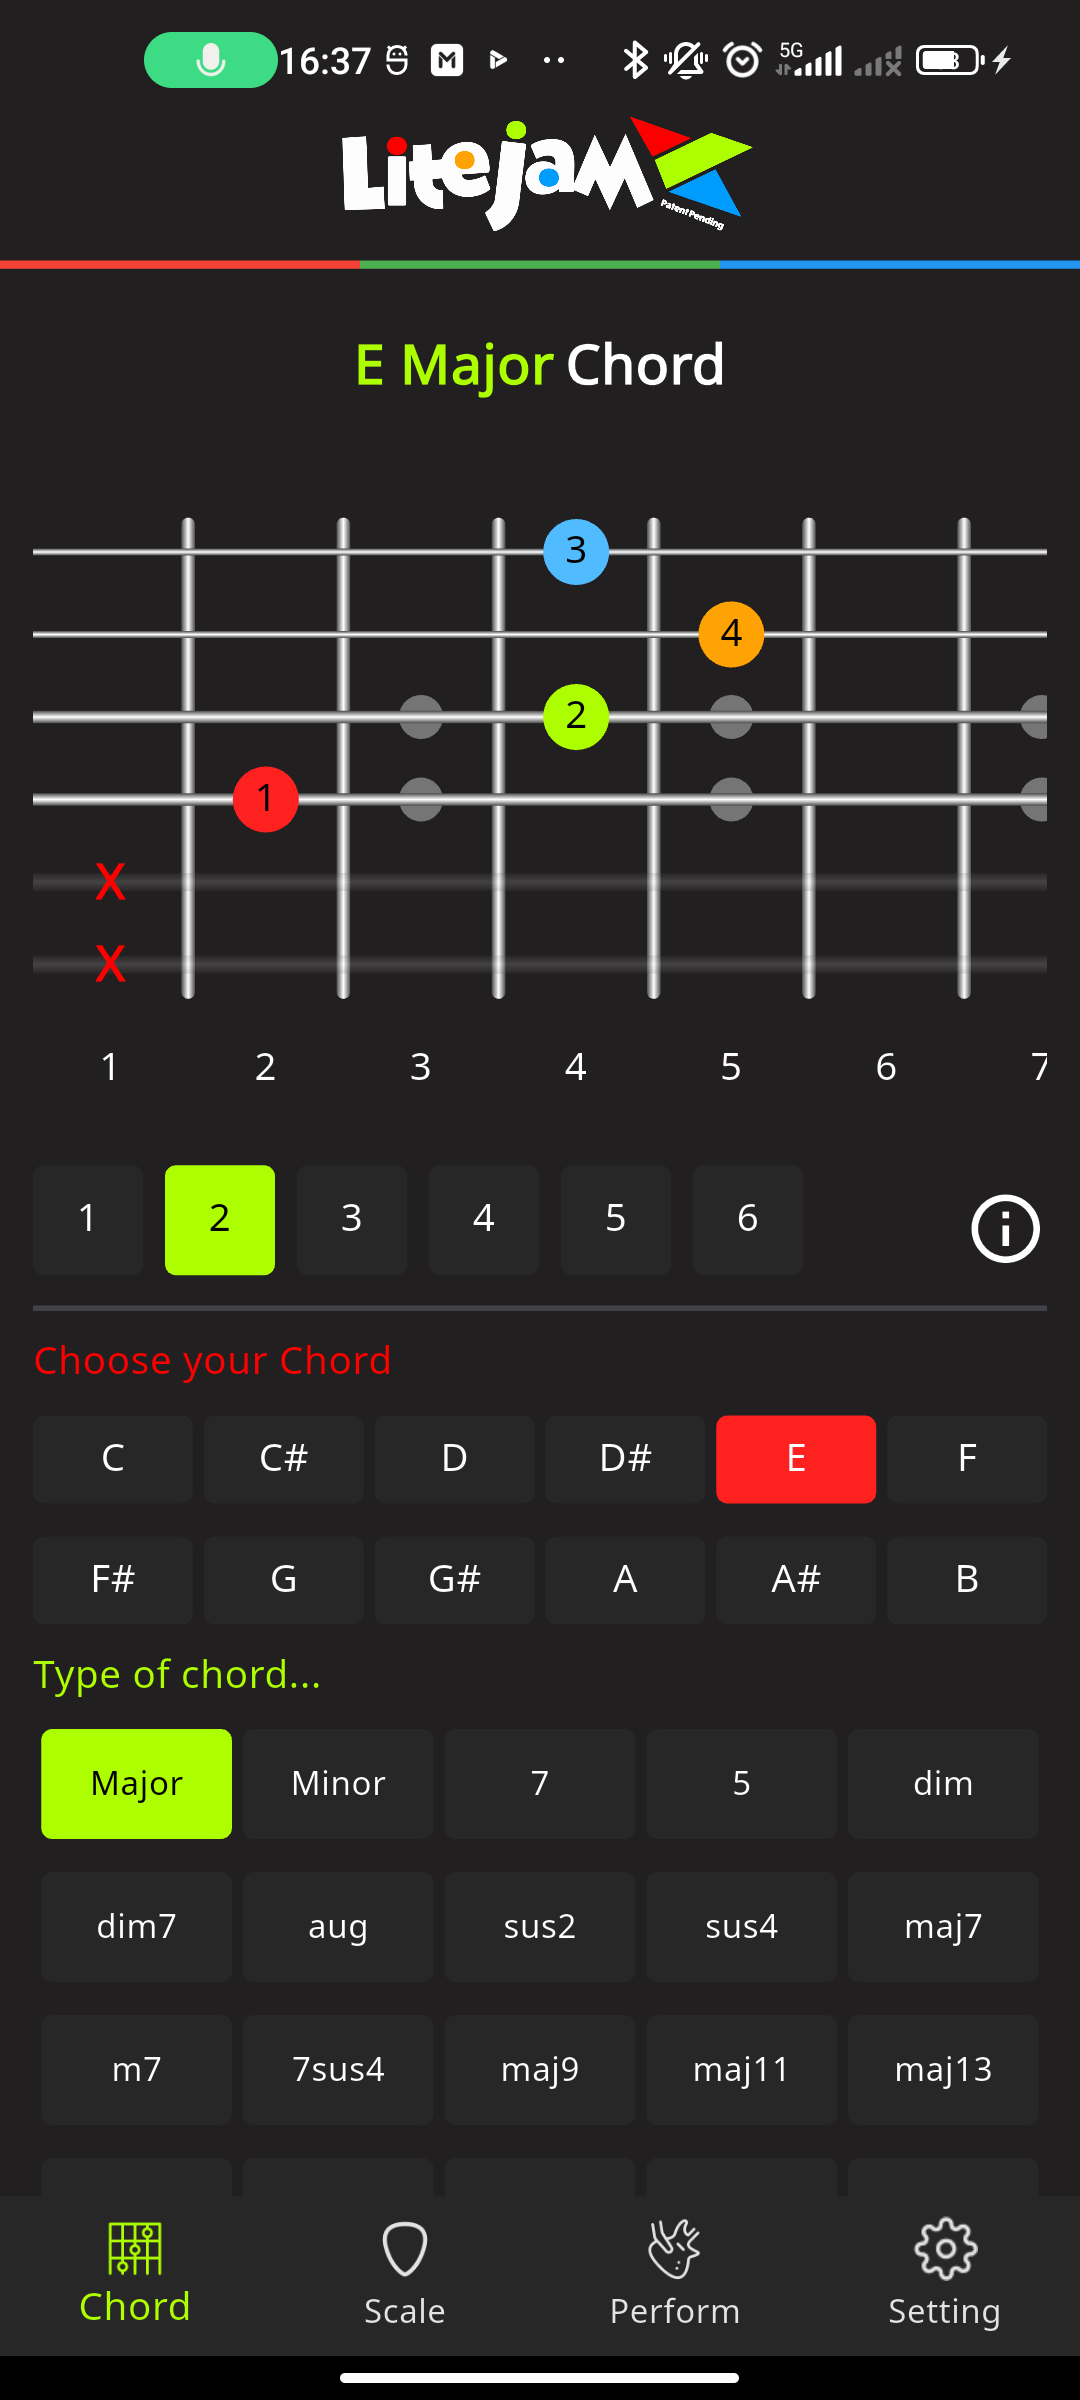 16:37 5G
Litejam
Patent Pending
E Major Chord
3
4
2
1
X
X
1 2 3 4 5 6 7
1 2 3 4 5 6
Choose your Chord
C C# D D# E F
F# G G# A A# B
Type of chord...
Major Minor 7 5 dim
dim7 aug sus2 sus4 maj7
m7 7sus4 maj9 maj11 maj13
Chord Scale Perform Setting